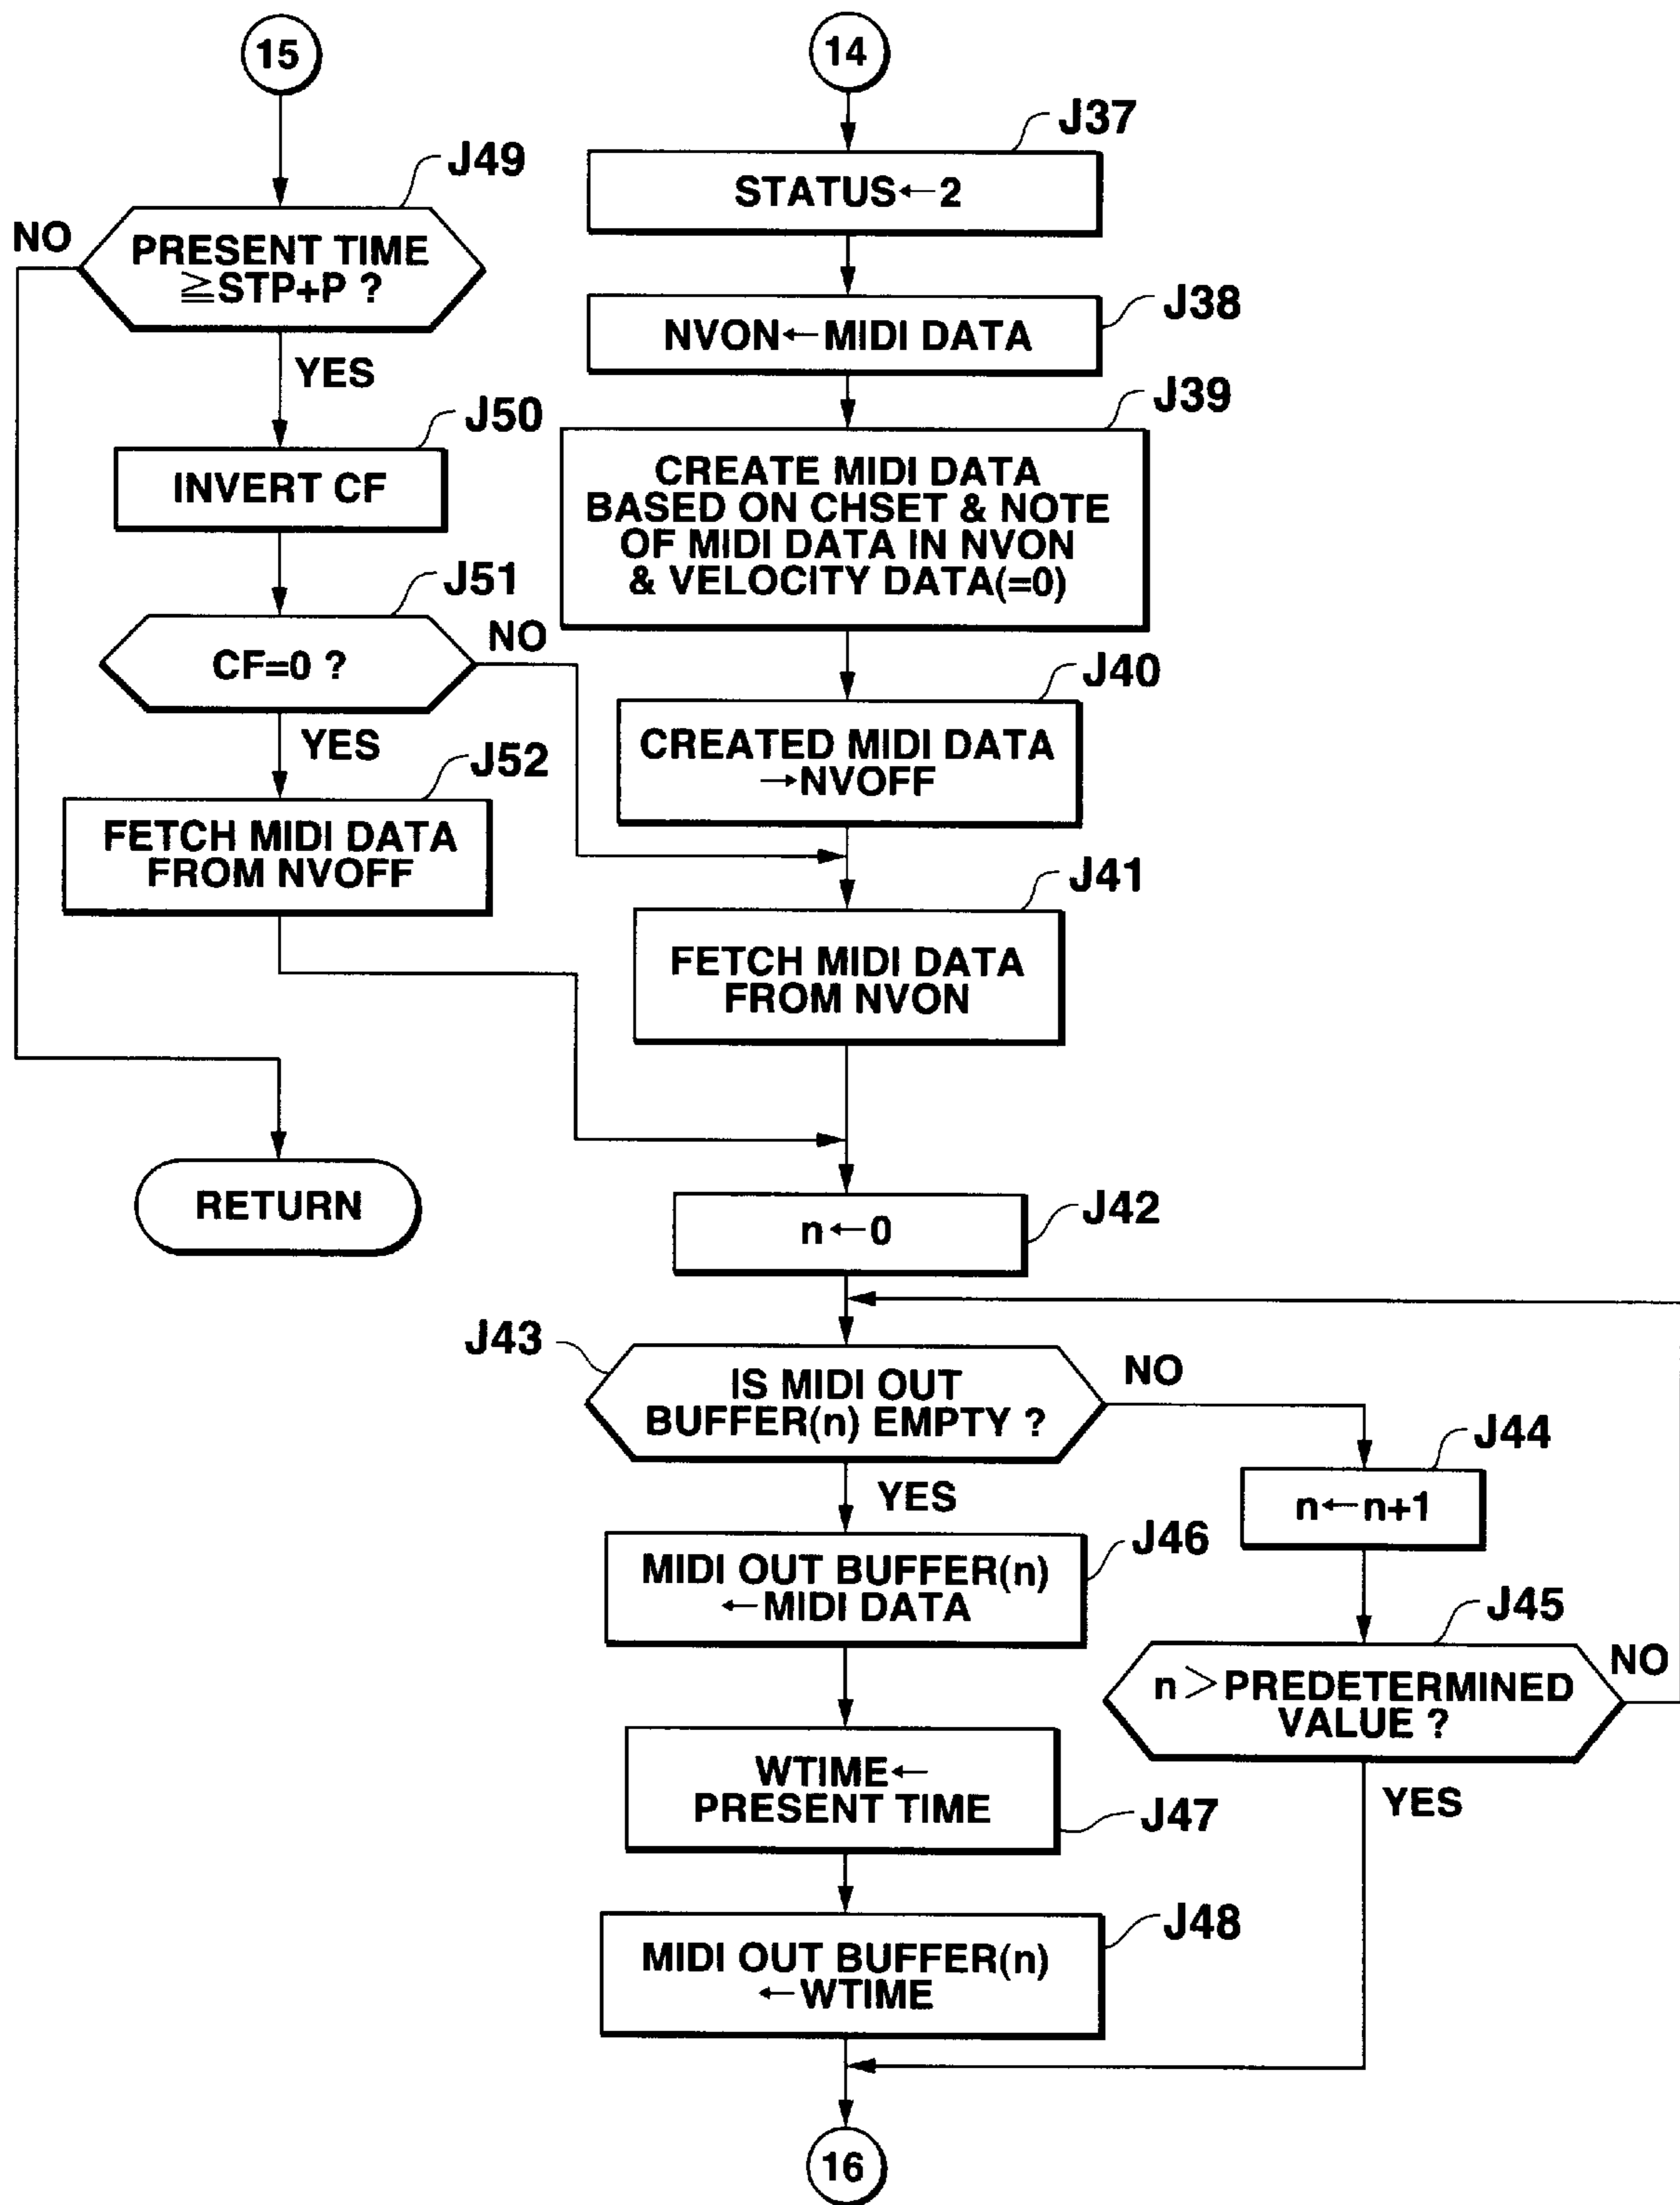 15
J49
NO
PRESENT TIME
≧STP+P ?
YES
J50
INVERT CF
J51
CF=0 ?
NO
YES
J52
FETCH MIDI DATA
FROM NVOFF
RETURN
14
J37
STATUS←2
J38
NVON←MIDI DATA
J39
CREATE MIDI DATA
BASED ON CHSET & NOTE
OF MIDI DATA IN NVON
& VELOCITY DATA(=0)
J40
CREATED MIDI DATA
→NVOFF
J41
FETCH MIDI DATA
FROM NVON
J42
n←0
J43
IS MIDI OUT
BUFFER(n) EMPTY ?
NO
YES
J44
n←n+1
J45
n>PREDETERMINED
VALUE ?
NO
YES
J46
MIDI OUT BUFFER(n)
←MIDI DATA
WTIME←
PRESENT TIME
J47
J48
MIDI OUT BUFFER(n)
←WTIME
16